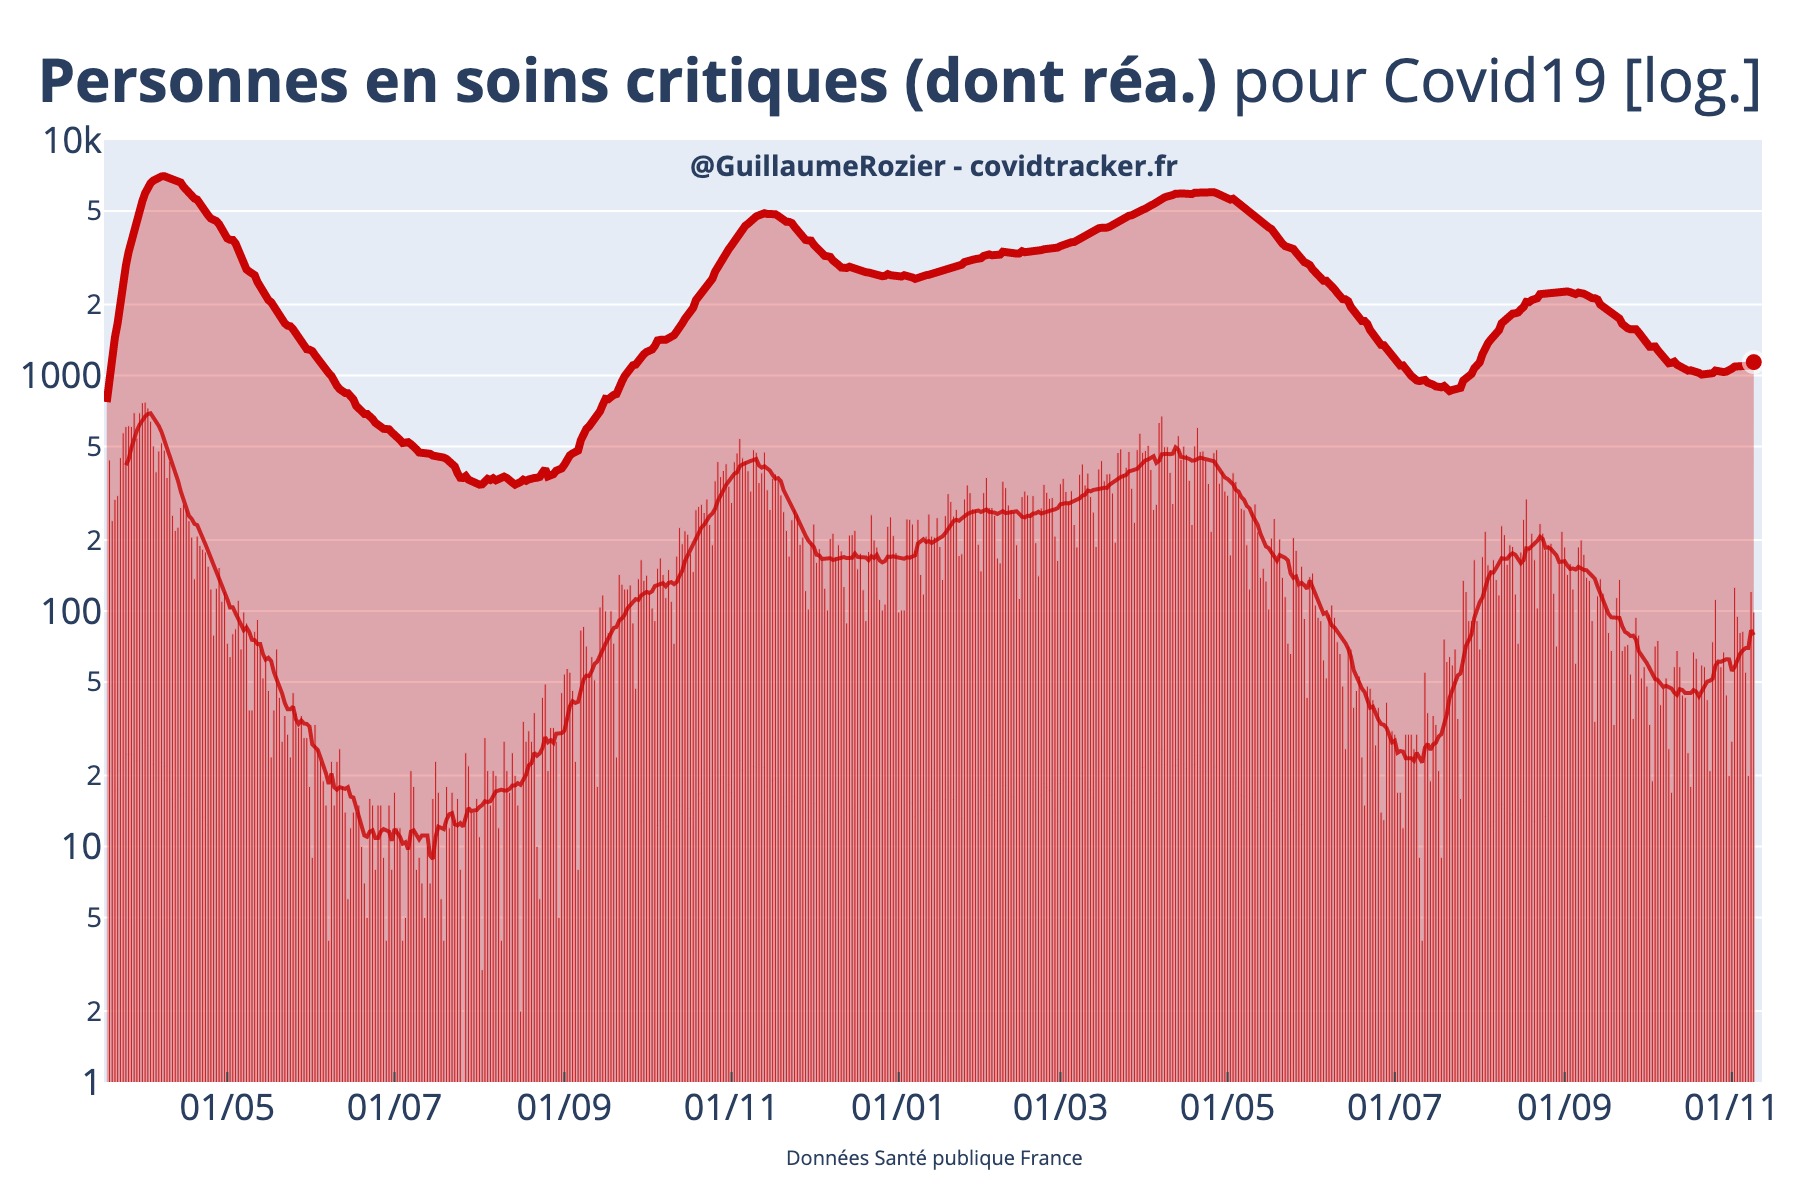 Personnes en soins critiques (dont réa.) pour Covid19 [log.]
@GuillaumeRozier - covidtracker.fr
10k
5
2
1000
5
2
100
5
2
10
5
2
1
01/05 01/07 01/09 01/11 01/01 01/03 01/05 01/07 01/09 01/11
Données Santé publique France